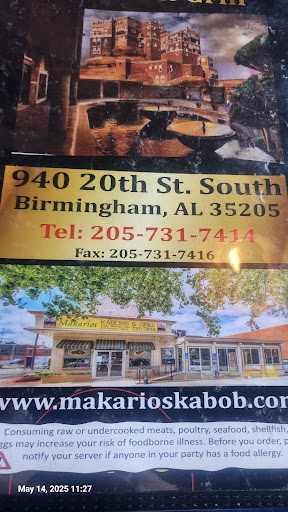 940 20th St. South
Birmingham, AL 35205
Tel: 205-731-7414
Fax: 205-731-7416
Makarios KABOBS & GRILL
www.makarioskabob.com
Consuming raw or undercooked meats, poultry, seafood, shellfish,
eggs may increase your risk of foodborne illness. Before you order, p
notify your server if anyone in your party has a food allergy.
May 14, 2025 11:27